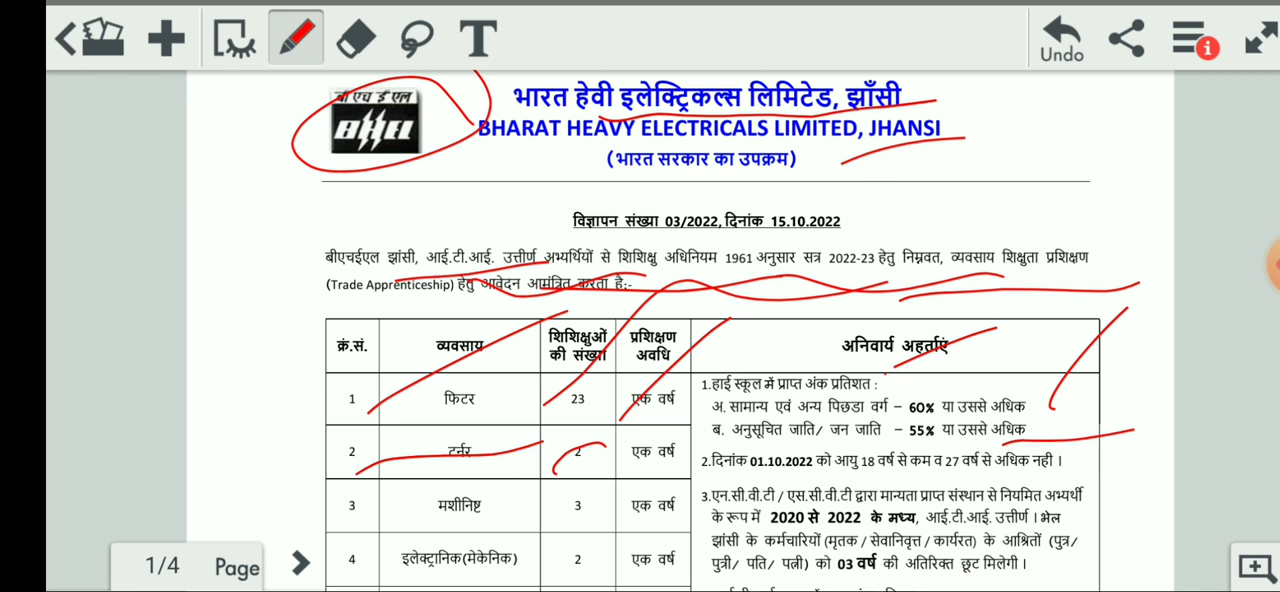 Undo
बी एच ई एल
BHEL
भारत हेवी इलेक्ट्रिकल्स लिमिटेड, झाँसी
BHARAT HEAVY ELECTRICALS LIMITED, JHANSI
(भारत सरकार का उपक्रम)
विज्ञापन संख्या 03/2022, दिनांक 15.10.2022
बीएचईएल झांसी, आई.टी.आई. उत्तीर्ण अभ्यर्थियों से शिशिक्षु अधिनियम 1961 अनुसार सत्र 2022-23 हेतु निम्नवत, व्यवसाय शिक्षुता प्रशिक्षण
(Trade Apprenticeship) हेतु आवेदन आमंत्रित करता है:-
क्रं.सं. व्यवसाय शिशिक्षुओं की संख्या प्रशिक्षण अवधि अनिवार्य अहर्ताएं
1 फिटर 23 एक वर्ष
2 टर्नर 2 एक वर्ष
3 मशीनिष्ट 3 एक वर्ष
4 इलेक्ट्रानिक(मेकेनिक) 2 एक वर्ष
1.हाई स्कूल में प्राप्त अंक प्रतिशत :
अ. सामान्य एवं अन्य पिछडा वर्ग – 60% या उससे अधिक
ब. अनुसूचित जाति/ जन जाति – 55% या उससे अधिक
2.दिनांक 01.10.2022 को आयु 18 वर्ष से कम व 27 वर्ष से अधिक नही ।
3.एन.सी.वी.टी / एस.सी.वी.टी द्वारा मान्यता प्राप्त संस्थान से नियमित अभ्यर्थी
के रूप में 2020 से 2022 के मध्य, आई.टी.आई. उत्तीर्ण । भेल
झांसी के कर्मचारियों (मृतक / सेवानिवृत्त / कार्यरत) के आश्रितों (पुत्र/
पुत्री/ पति/ पत्नी) को 03 वर्ष की अतिरिक्त छूट मिलेगी ।
1/4 Page